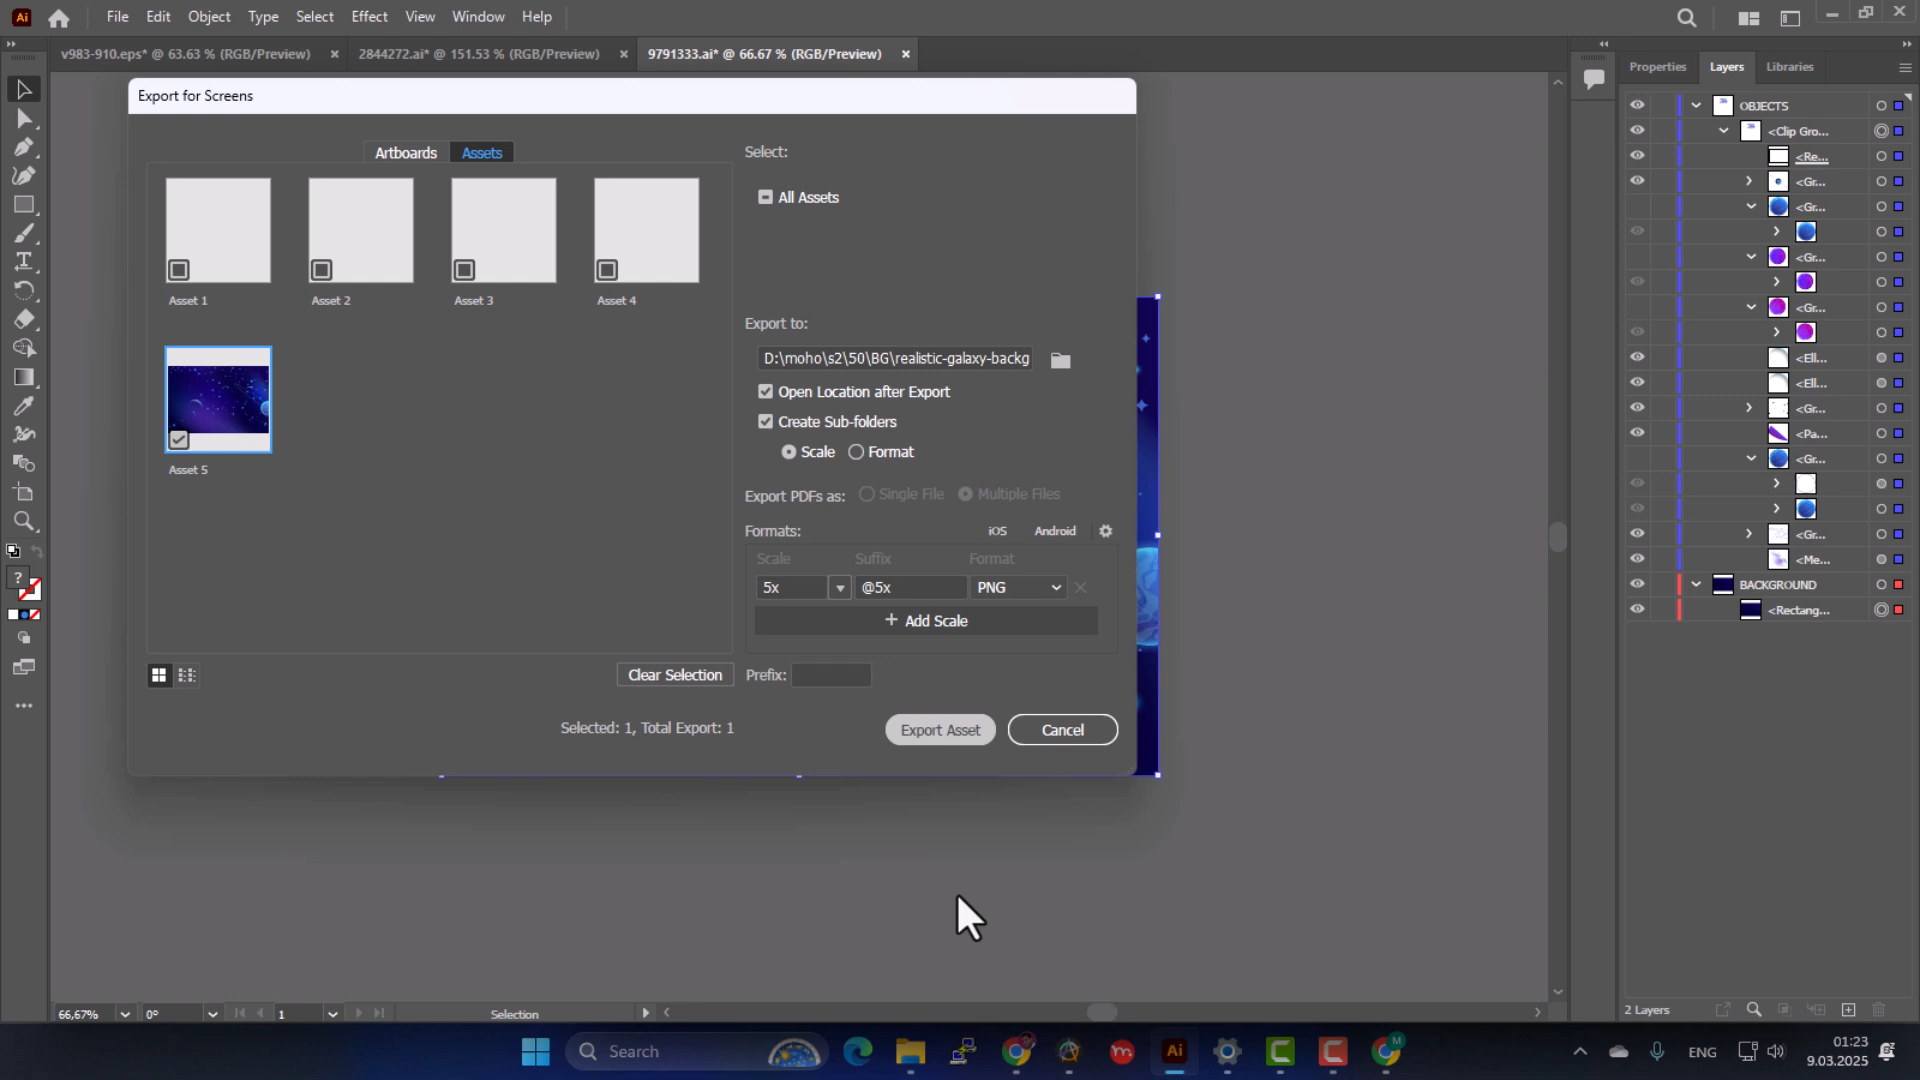 Ai File Edit Object Type Select Effect View Window Help
v983-910.eps* @ 63.63 % (RGB/Preview) 2844272.ai* @ 151.53 % (RGB/Preview) 9791333.ai* @ 66.67 % (RGB/Preview)
Export for Screens
Artboards Assets
Asset 1 Asset 2 Asset 3 Asset 4
Asset 5
Select:
All Assets
Export to:
D:\moho\s2\50\BG\realistic-galaxy-backg
Open Location after Export
Create Sub-folders
Scale Format
Export PDFs as: Single File Multiple Files
Formats: iOS Android
Scale Suffix Format
5x @5x PNG
+ Add Scale
Clear Selection Prefix:
Selected: 1, Total Export: 1
Export Asset Cancel
Properties Layers Libraries
OBJECTS
<Clip Gro...
<Re...
<Gr...
<Gr...
<Gr...
<Gr...
<Ell...
<Ell...
<Gr...
<Pa...
<Gr...
<Gr...
<Me...
BACKGROUND
<Rectang...
2 Layers
66,67% 0° 1 Selection
Search
Ai
ENG
01:23
9.03.2025